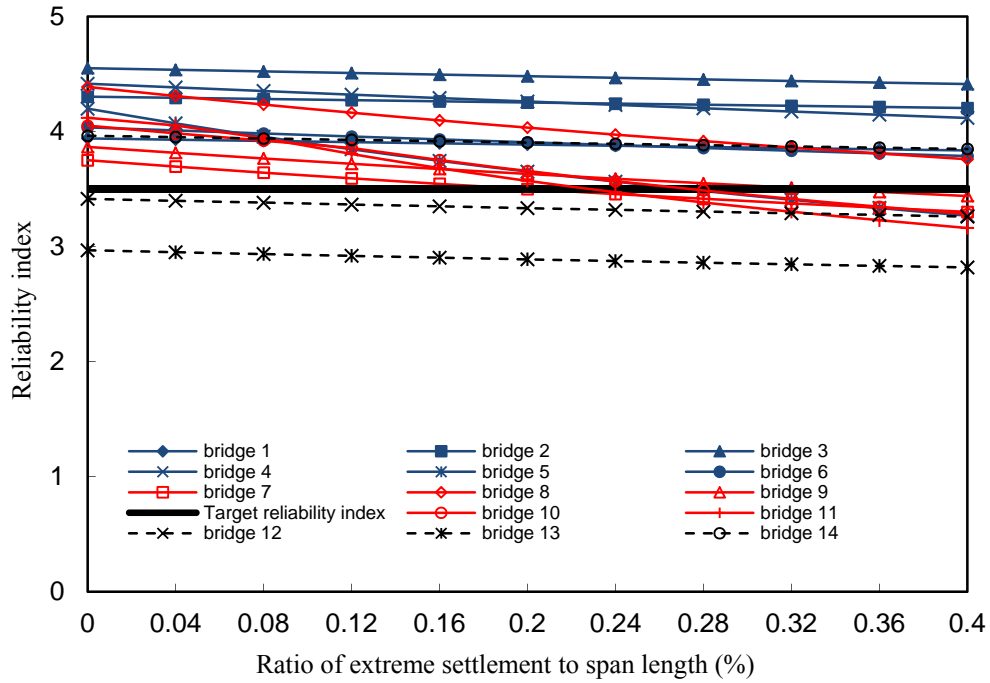 5
4
3
2
1
0
Reliability index
bridge 1 bridge 2 bridge 3
bridge 4 bridge 5 bridge 6
bridge 7 bridge 8 bridge 9
Target reliability index bridge 10 bridge 11
bridge 12 bridge 13 bridge 14
0 0.04 0.08 0.12 0.16 0.2 0.24 0.28 0.32 0.36 0.4
Ratio of extreme settlement to span length (%)